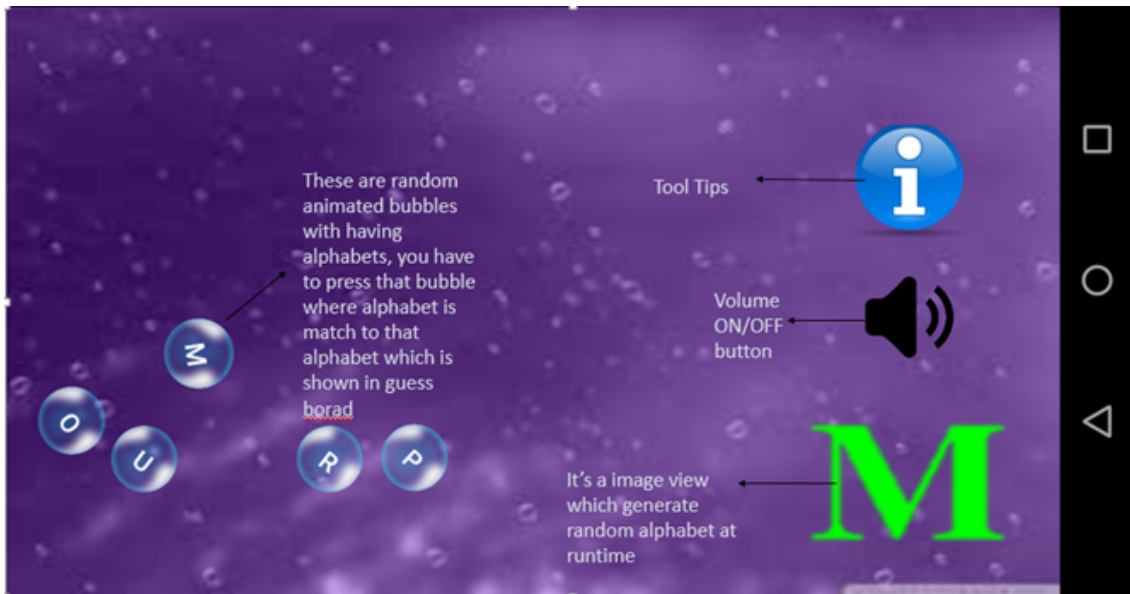 These are random
animated bubbles
with having
alphabets, you have
to press that bubble
where alphabet is
match to that
alphabet which is
shown in guess
borad
Tool Tips
i
Volume
ON/OFF
button
M
O
U
R
P
It's a image view
which generate
random alphabet at
runtime
M